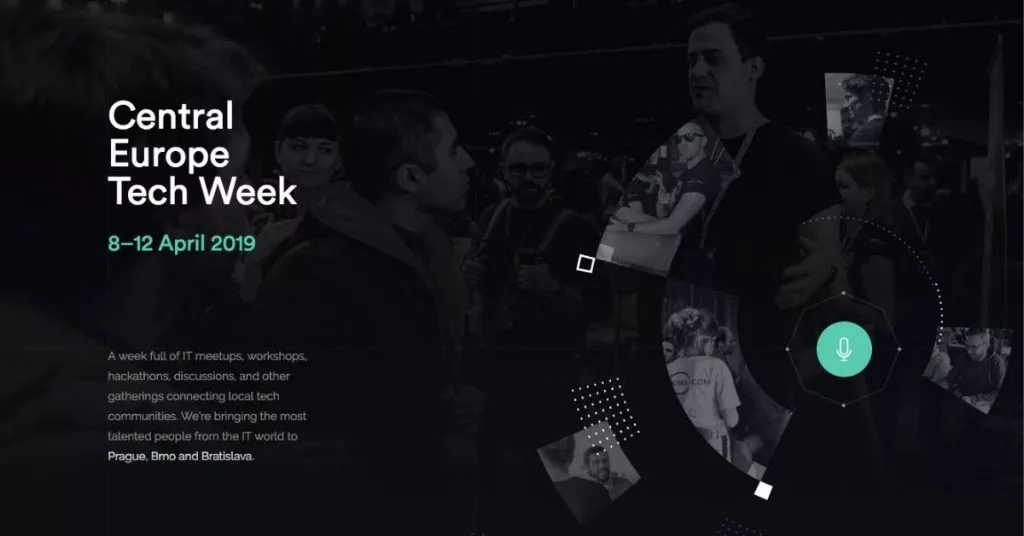 Central
Europe
Tech Week
8–12 April 2019
A week full of IT meetups, workshops,
hackathons, discussions, and other
gatherings connecting local tech
communities. We're bringing the most
talented people from the IT world to
Prague, Brno and Bratislava.
KIWI.COM